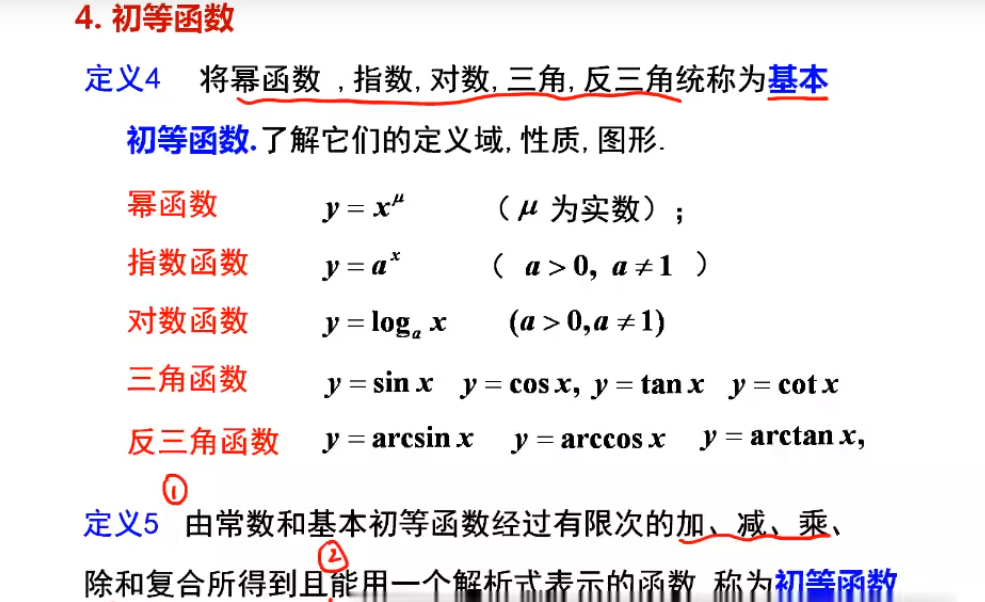 4. 初等函数
定义4 将幂函数 ,指数, 对数, 三角, 反三角统称为基本
初等函数.了解它们的定义域, 性质, 图形.
幂函数 y = x^μ （ μ 为实数）;
指数函数 y = a^x （ a > 0, a ≠ 1 ）
对数函数 y = log_a x (a > 0, a ≠ 1)
三角函数 y = sin x y = cos x, y = tan x y = cot x
反三角函数 y = arcsin x y = arccos x y = arctan x,
①
定义5 由常数和基本初等函数经过有限次的加、减、乘、
②
除和复合所得到且能用一个解析式表示的函数 称为初等函数